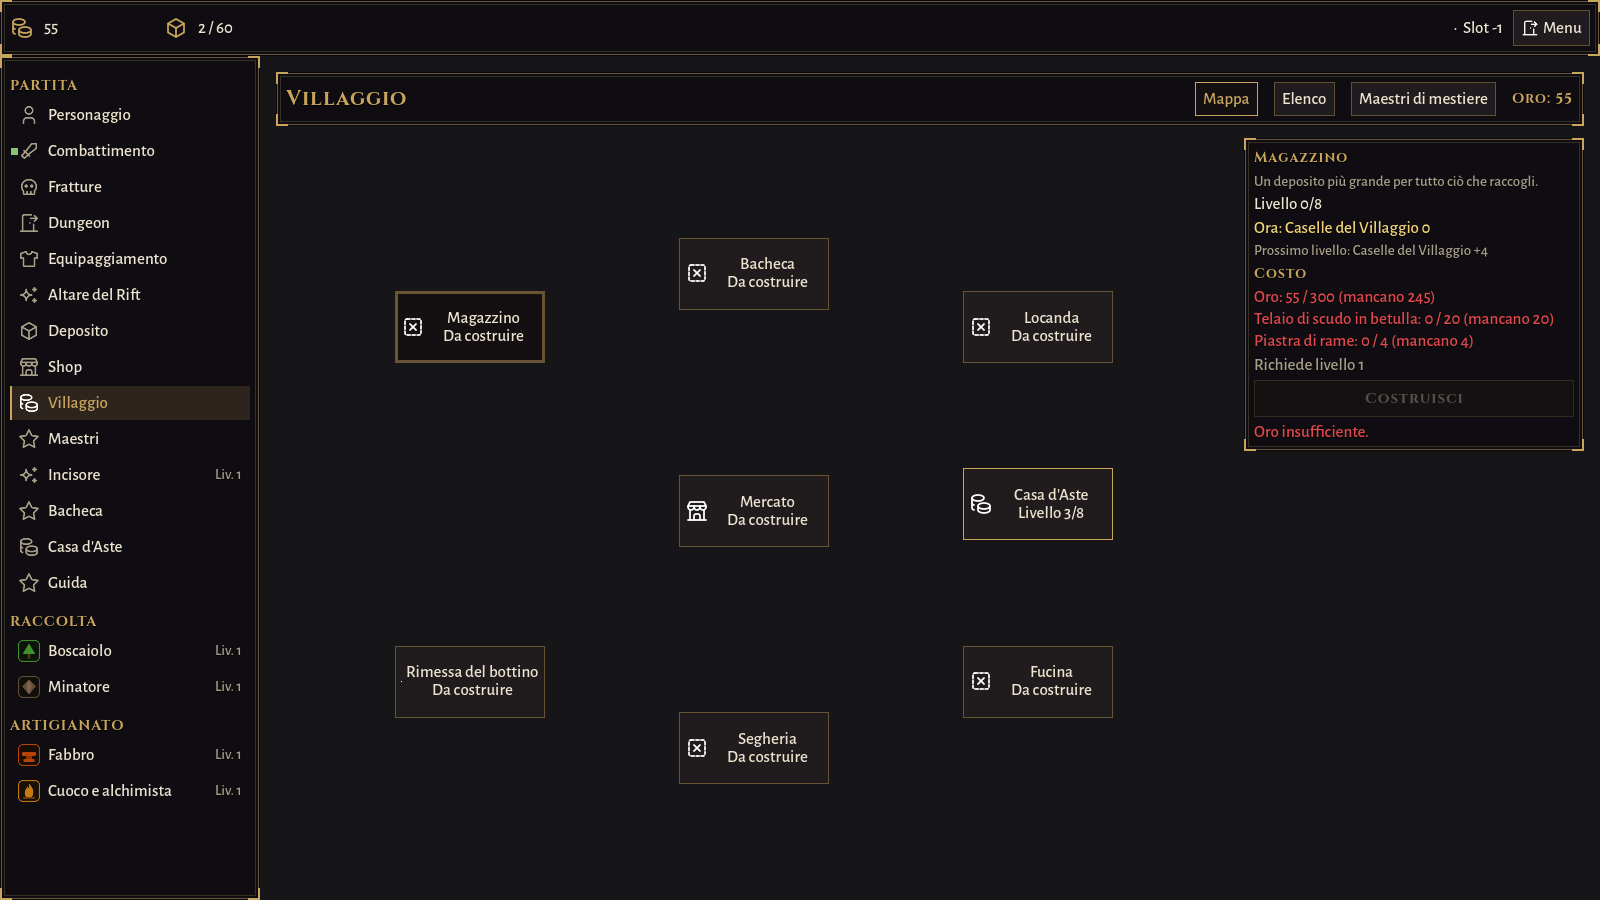 55
2 / 60
· Slot -1
Menu
PARTITA
Personaggio
Combattimento
Fratture
Dungeon
Equipaggiamento
Altare del Rift
Deposito
Shop
Villaggio
Maestri
Incisore Liv. 1
Bacheca
Casa d'Aste
Guida
RACCOLTA
Boscaiolo Liv. 1
Minatore Liv. 1
ARTIGIANATO
Fabbro Liv. 1
Cuoco e alchimista Liv. 1
VILLAGGIO
Mappa
Elenco
Maestri di mestiere
ORO: 55
Bacheca
Da costruire
Magazzino
Da costruire
Locanda
Da costruire
Mercato
Da costruire
Casa d'Aste
Livello 3/8
Rimessa del bottino
Da costruire
Fucina
Da costruire
Segheria
Da costruire
MAGAZZINO
Un deposito più grande per tutto ciò che raccogli.
Livello 0/8
Ora: Caselle del Villaggio 0
Prossimo livello: Caselle del Villaggio +4
COSTO
Oro: 55 / 300 (mancano 245)
Telaio di scudo in betulla: 0 / 20 (mancano 20)
Piastra di rame: 0 / 4 (mancano 4)
Richiede livello 1
COSTRUISCI
Oro insufficiente.